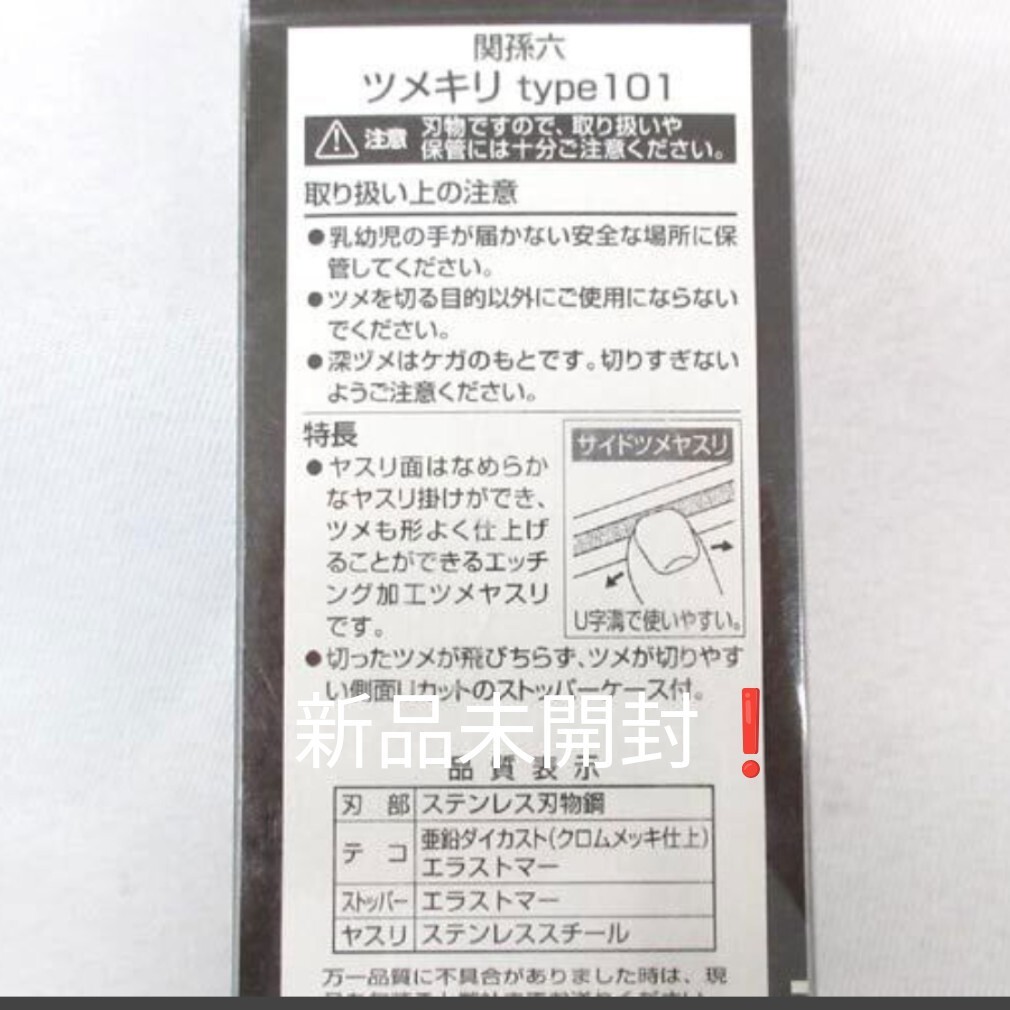 関孫六
ツメキリ type101
注意 刃物ですので、取り扱いや
保管には十分ご注意ください。
取り扱い上の注意
●乳幼児の手が届かない安全な場所に保
管してください。
●ツメを切る目的以外にご使用にならない
でください。
●深ヅメはケガのもとです。切りすぎない
ようご注意ください。
特長
●ヤスリ面はなめらか
なヤスリ掛けができ、
ツメも形よく仕上げ
ることができるエッチ
ング加工ツメヤスリ
です。
サイドツメヤスリ
U字溝で使いやすい。
●切ったツメが飛びちらず、ツメが切りやす
い側面Uカットのストッパーケース付。
新品未開封❗
品質表示
刃部 ステンレス刃物鋼
テコ 亜鉛ダイカスト(クロムメッキ仕上)
エラストマー
ストッパー エラストマー
ヤスリ ステンレススチール
万一品質に不具合がありました時は、現